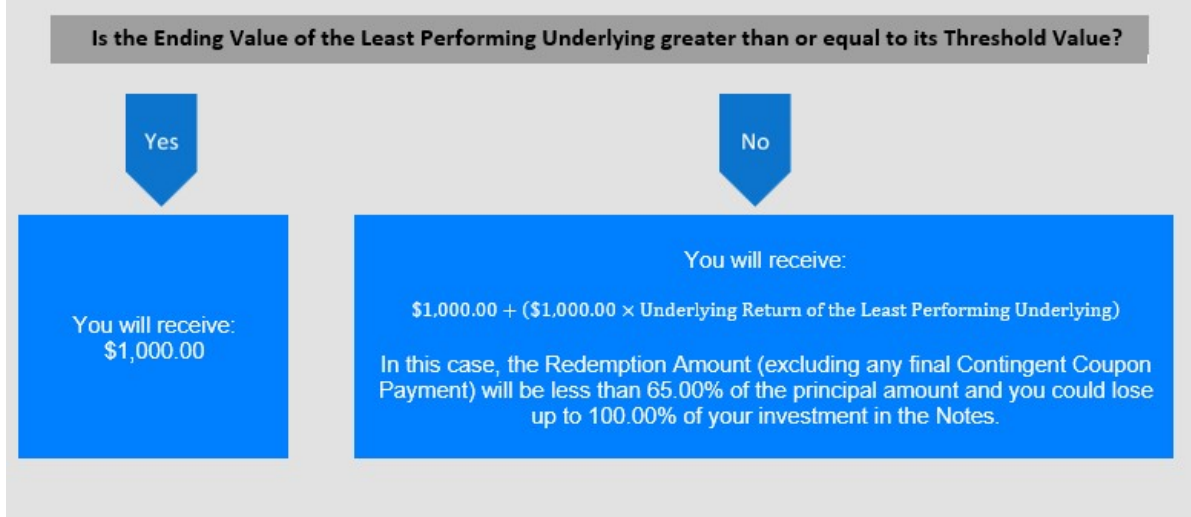 Is the Ending Value of the Least Performing Underlying greater than or equal to its Threshold Value?
Yes
No
You will receive:
$1,000.00
You will receive:
$1,000.00 + ($1,000.00 × Underlying Return of the Least Performing Underlying)
In this case, the Redemption Amount (excluding any final Contingent Coupon
Payment) will be less than 65.00% of the principal amount and you could lose
up to 100.00% of your investment in the Notes.